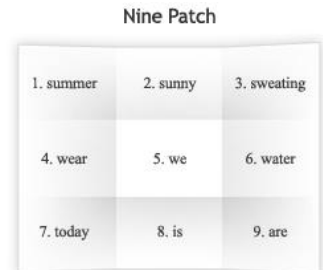 Nine Patch
1. summer 2. sunny 3. sweating
4. wear 5. we 6. water
7. today 8. is 9. are